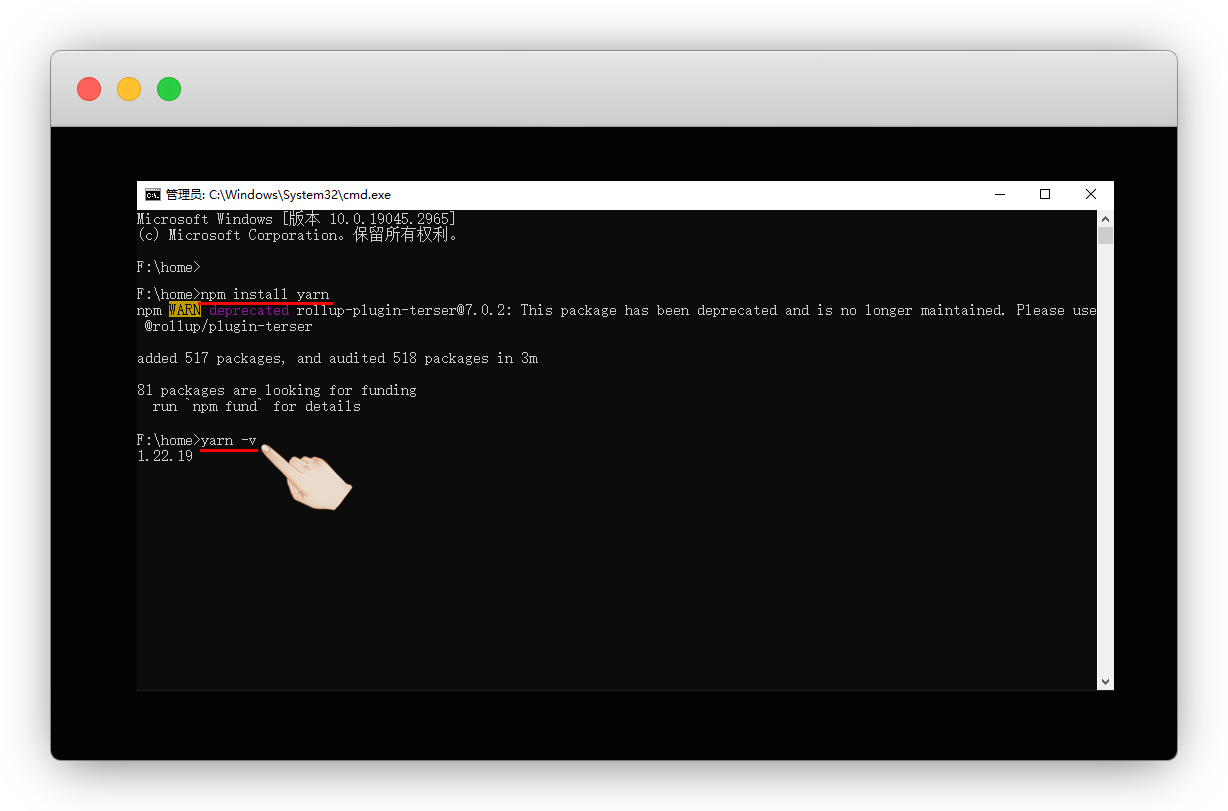 管理员: C:\Windows\System32\cmd.exe
Microsoft Windows [版本 10.0.19045.2965]
(c) Microsoft Corporation。保留所有权利。
F:\home>
F:\home>npm install yarn
npm WARN deprecated rollup-plugin-terser@7.0.2: This package has been deprecated and is no longer maintained. Please use
@rollup/plugin-terser
added 517 packages, and audited 518 packages in 3m
81 packages are looking for funding
run `npm fund` for details
F:\home>yarn -v
1.22.19